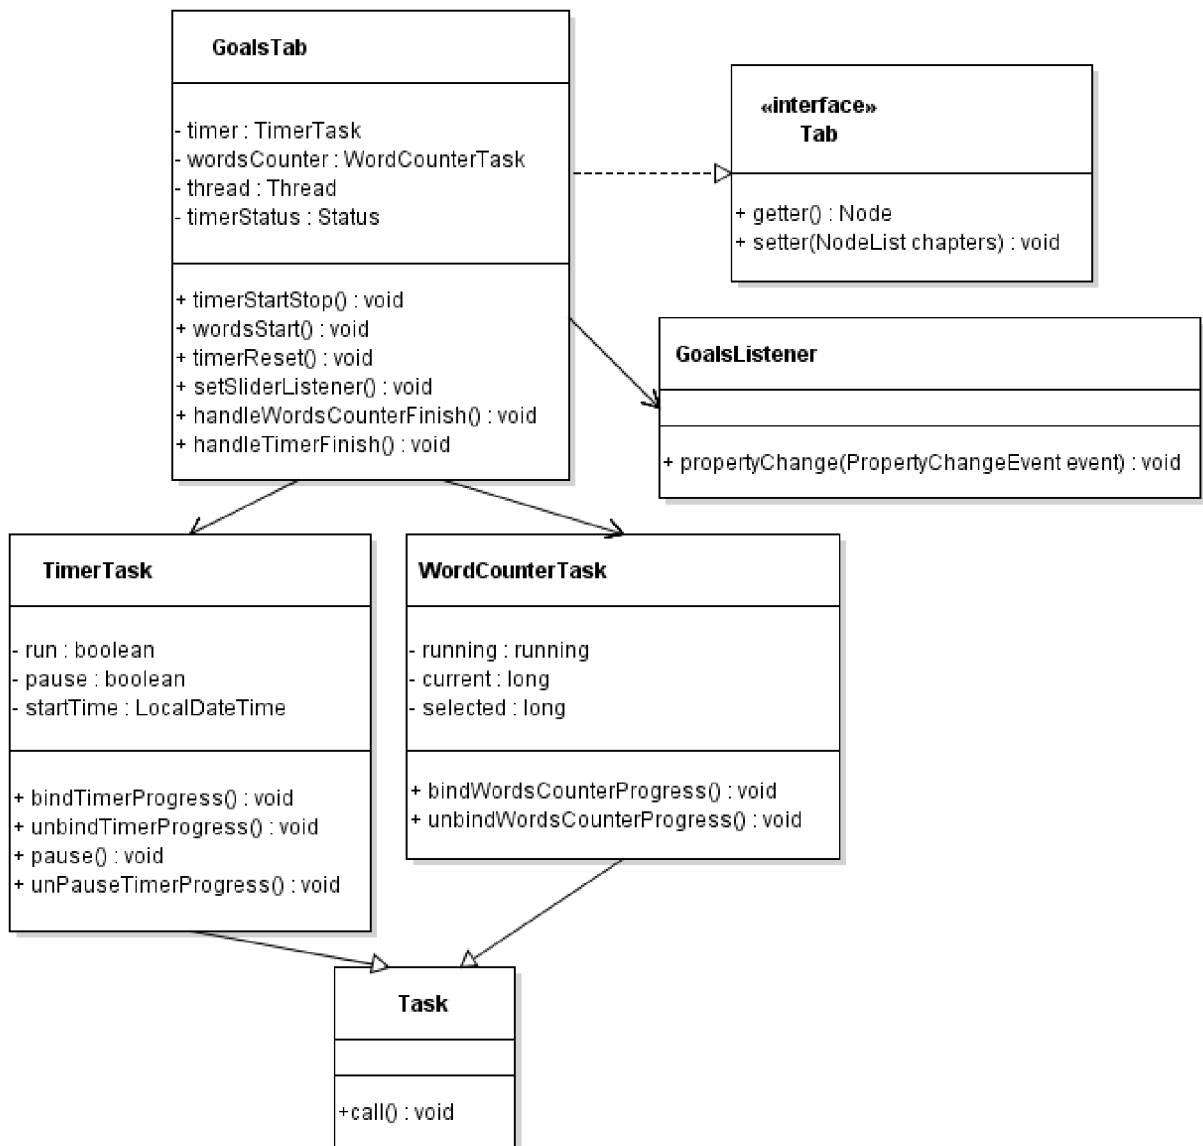 GoalsTab
- timer : TimerTask
- wordsCounter : WordCounterTask
- thread : Thread
- timerStatus : Status
+ timerStartStop() : void
+ wordsStart() : void
+ timerReset() : void
+ setSliderListener() : void
+ handleWordsCounterFinish() : void
+ handleTimerFinish() : void
«interface»
Tab
+ getter() : Node
+ setter(NodeList chapters) : void
GoalsListener
+ propertyChange(PropertyChangeEvent event) : void
TimerTask
- run : boolean
- pause : boolean
- startTime : LocalDateTime
+ bindTimerProgress() : void
+ unbindTimerProgress() : void
+ pause() : void
+ unPauseTimerProgress() : void
WordCounterTask
- running : running
- current : long
- selected : long
+ bindWordsCounterProgress() : void
+ unbindWordsCounterProgress() : void
Task
+call() : void